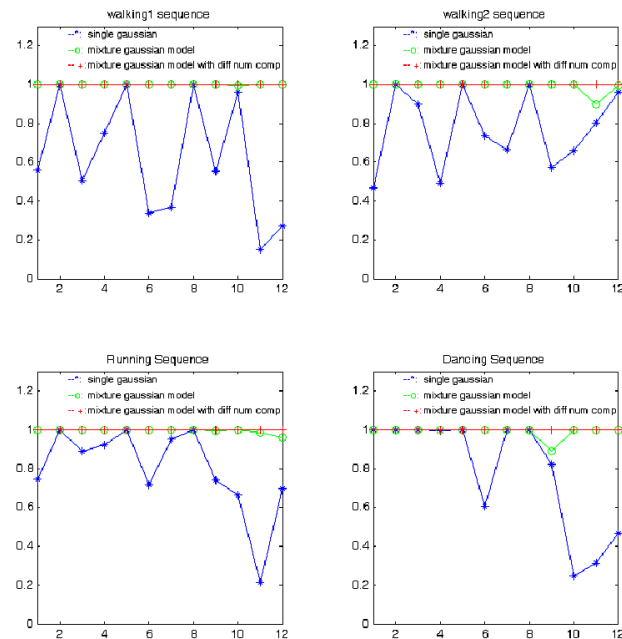 walking1 sequence
single gaussian
mixture gaussian model
mixture gaussian model with diff num comp
1.2
1
0.8
0.6
0.4
0.2
0
2 4 6 8 10 12
walking2 sequence
single gaussian
mixture gaussian model
mixture gaussian model with diff num comp
1.2
1
0.8
0.6
0.4
0.2
0
2 4 6 8 10 12
Running Sequence
single gaussian
mixture gaussian model
mixture gaussian model with diff num comp
1.2
1
0.8
0.6
0.4
0.2
0
2 4 6 8 10 12
Dancing Sequence
single gaussian
mixture gaussian model
mixture gaussian model with diff num comp
1.2
1
0.8
0.6
0.4
0.2
0
2 4 6 8 10 12